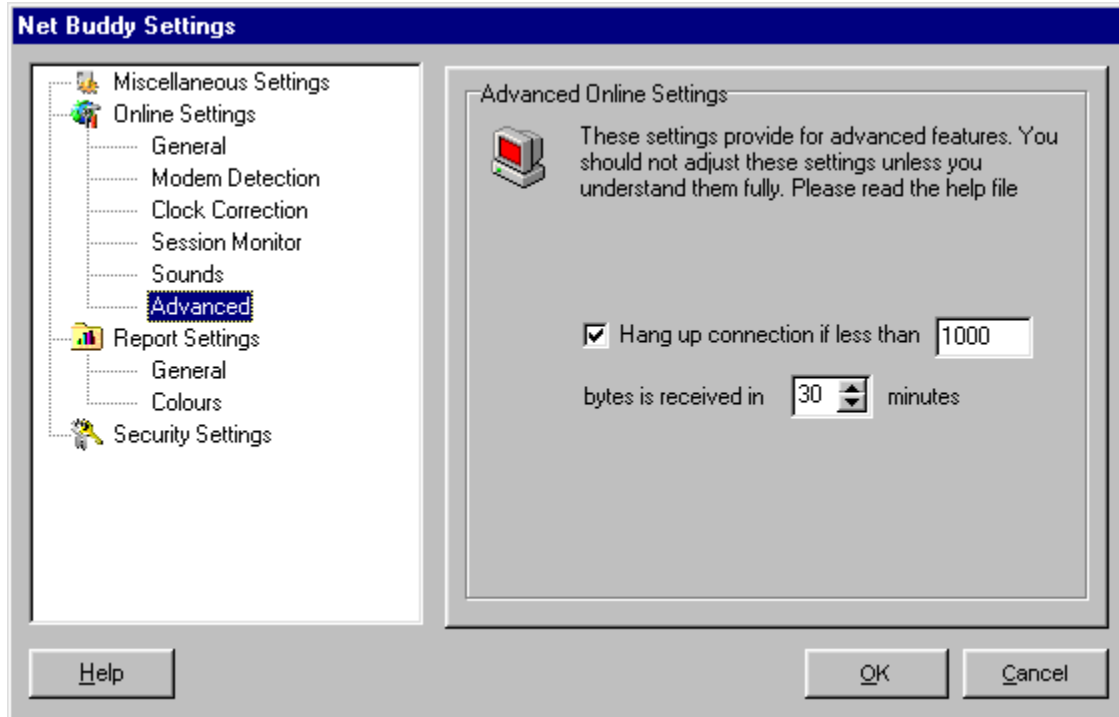 Net Buddy Settings
Miscellaneous Settings
Online Settings
General
Modem Detection
Clock Correction
Session Monitor
Sounds
Advanced
Report Settings
General
Colours
Security Settings
Advanced Online Settings
These settings provide for advanced features. You
should not adjust these settings unless you
understand them fully. Please read the help file
Hang up connection if less than 1000
bytes is received in 30 minutes
Help
OK
Cancel